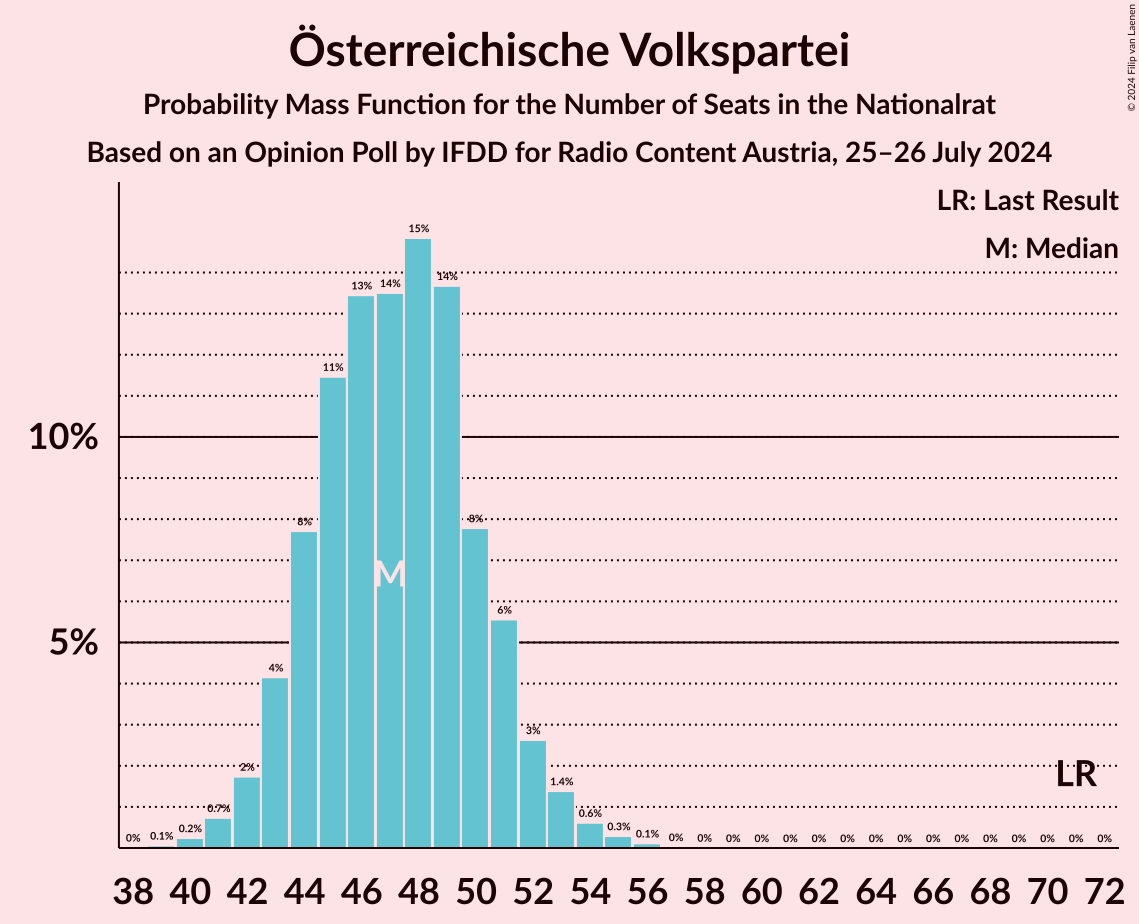 Österreichische Volkspartei
Probability Mass Function for the Number of Seats in the Nationalrat
Based on an Opinion Poll by IFDD for Radio Content Austria, 25–26 July 2024
© 2024 Filip van Laenen
LR: Last Result
M: Median
10%
5%
0% 0.1% 0.2% 0.7% 2% 4% 8% 11% 13% 14% 15% 14% 8% 6% 3% 1.4% 0.6% 0.3% 0.1% 0% 0% 0% 0% 0% 0% 0% 0% 0% 0% 0% 0% 0% 0% 0% 0%
M
LR
38 40 42 44 46 48 50 52 54 56 58 60 62 64 66 68 70 72